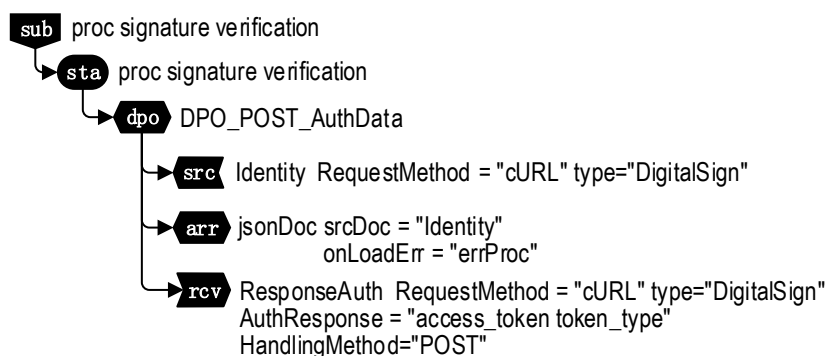 sub proc signature verification
sta proc signature verification
dpo DPO_POST_AuthData
src Identity RequestMethod = "cURL" type="DigitalSign"
arr jsonDoc srcDoc = "Identity"
onLoadErr = "errProc"
rcv ResponseAuth RequestMethod = "cURL" type="DigitalSign"
AuthResponse = "access_token token_type"
HandlingMethod="POST"